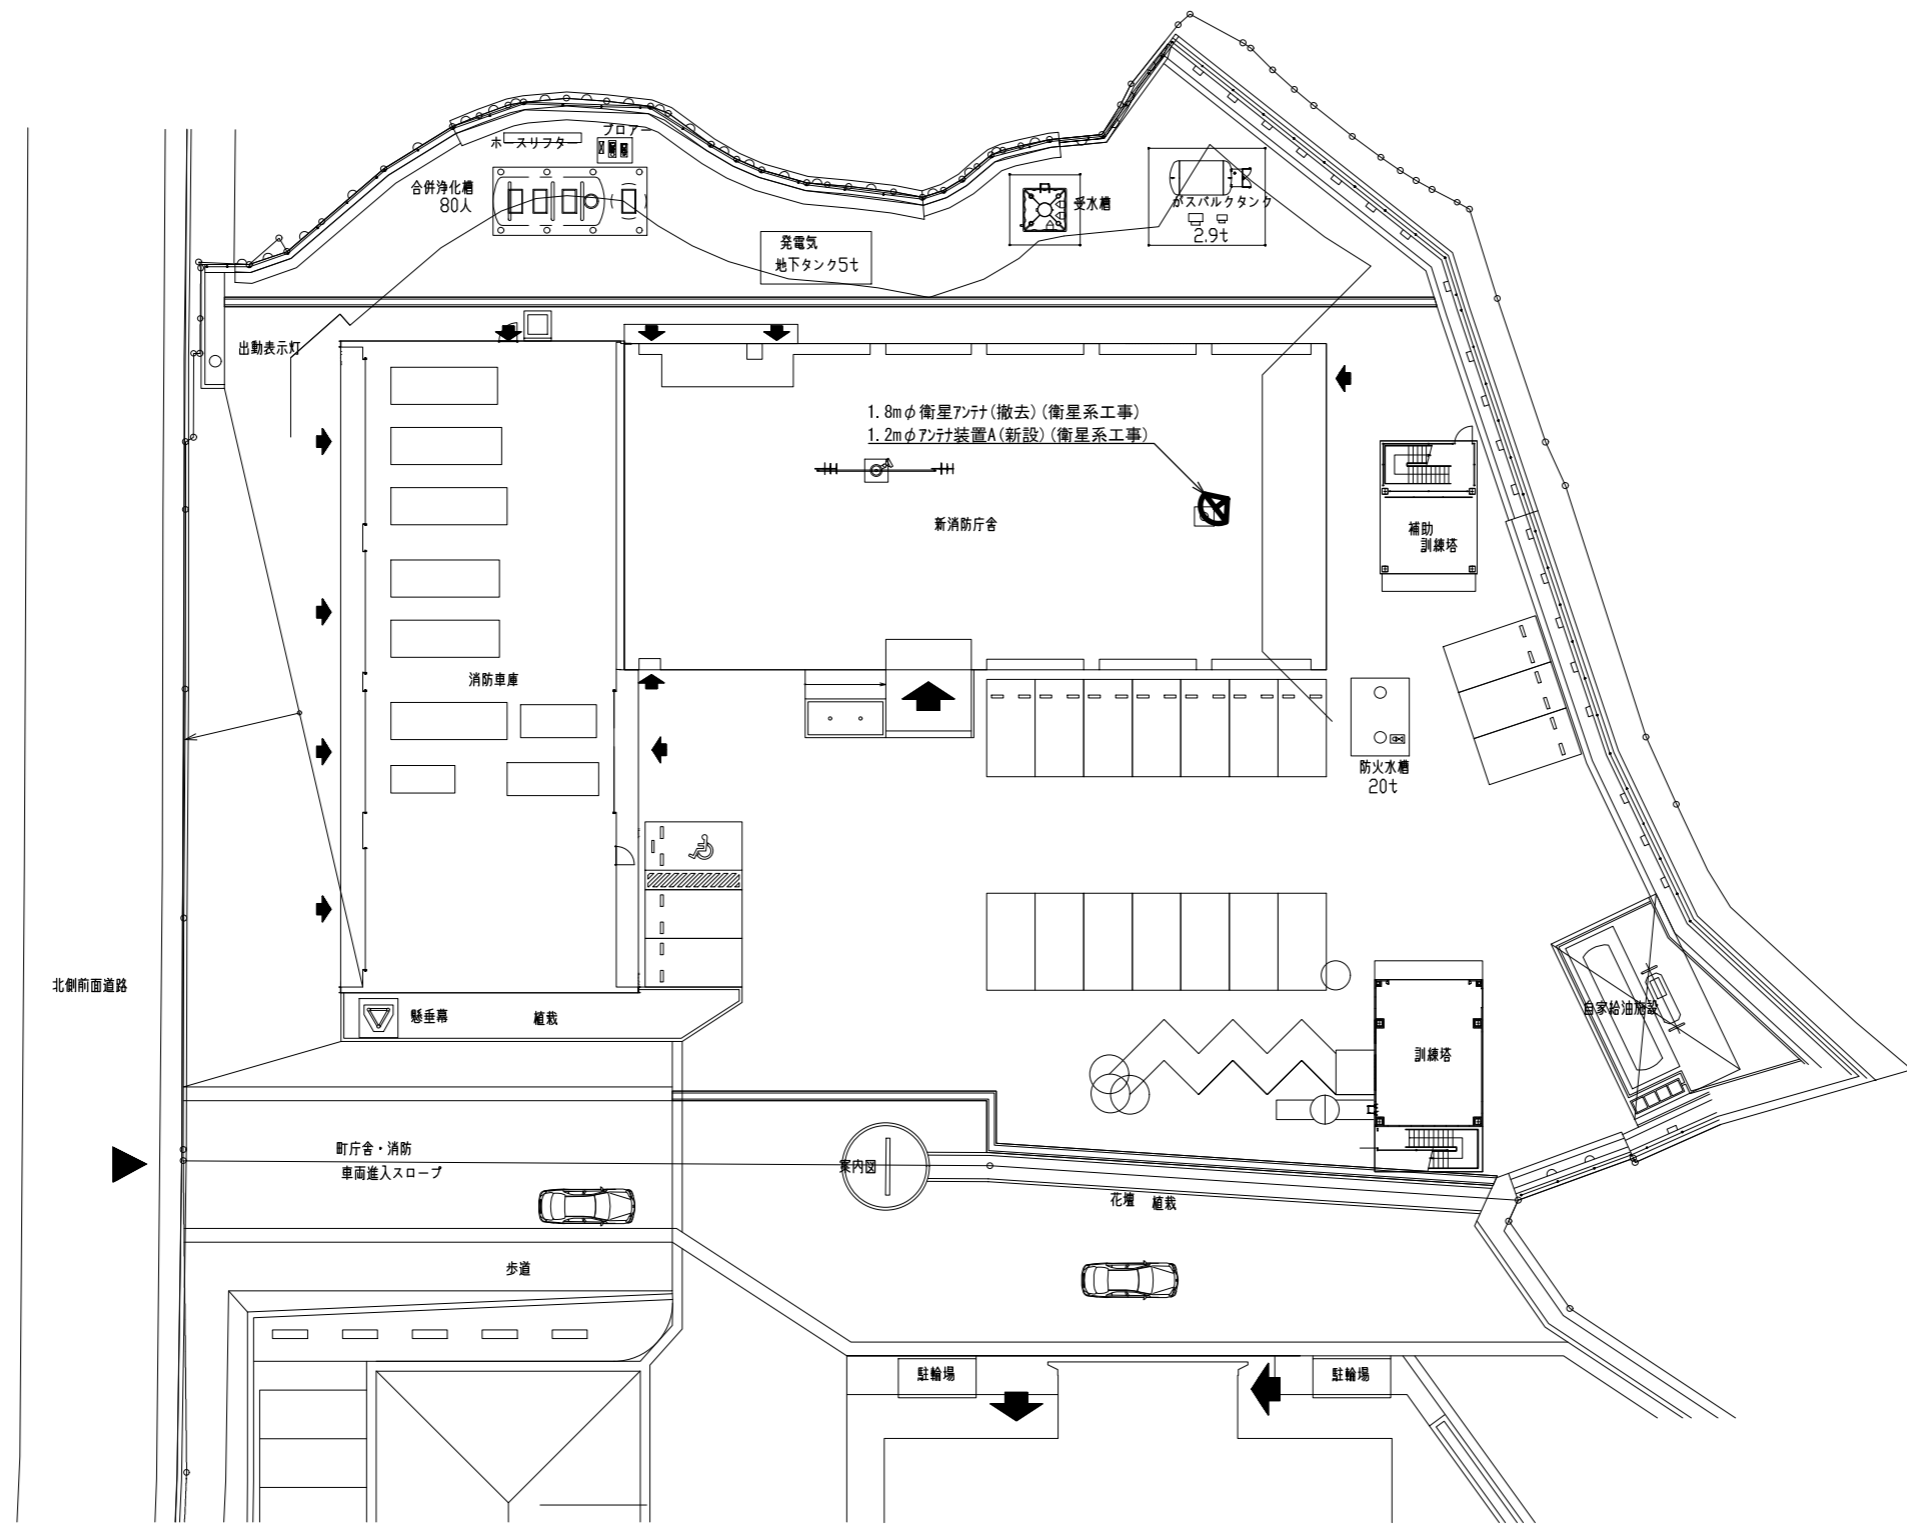 ブロアー
ホースリフター
合併浄化槽
80人
受水槽
ガスバルクタンク
2.9t
発電気
地下タンク5t
出動表示灯
1.8mφ衛星アンテナ(撤去)(衛星系工事)
1.2mφアンテナ装置A(新設)(衛星系工事)
新消防庁舎
補助
訓練塔
消防車庫
防火水槽
20t
北側前面道路
懸垂幕
植栽
自家給油施設
訓練塔
町庁舎・消防
車両進入スロープ
案内図
花壇
植栽
歩道
駐輪場
駐輪場